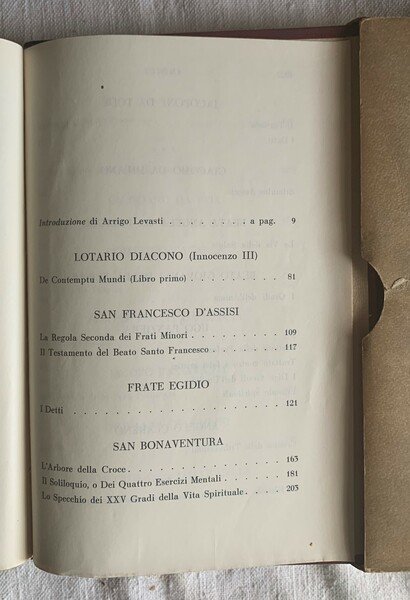 Introduzione di Arrigo Levasti . . . . . . . . a pag. 9
LOTARIO DIACONO (Innocenzo III)
De Contemptu Mundi (Libro primo) . . . . . . . . . 81
SAN FRANCESCO D'ASSISI
La Regola Seconda dei Frati Minori . . . . . . . . . 109
Il Testamento del Beato Santo Francesco . . . . . . . 117
FRATE EGIDIO
I Detti . . . . . . . . . . . . . . . . . 121
SAN BONAVENTURA
L'Arbore della Croce . . . . . . . . . . . . . 163
Il Soliloquio, o Dei Quattro Esercizi Mentali . . . . . . 181
Lo Specchio dei XXV Gradi della Vita Spirituale . . . . 203